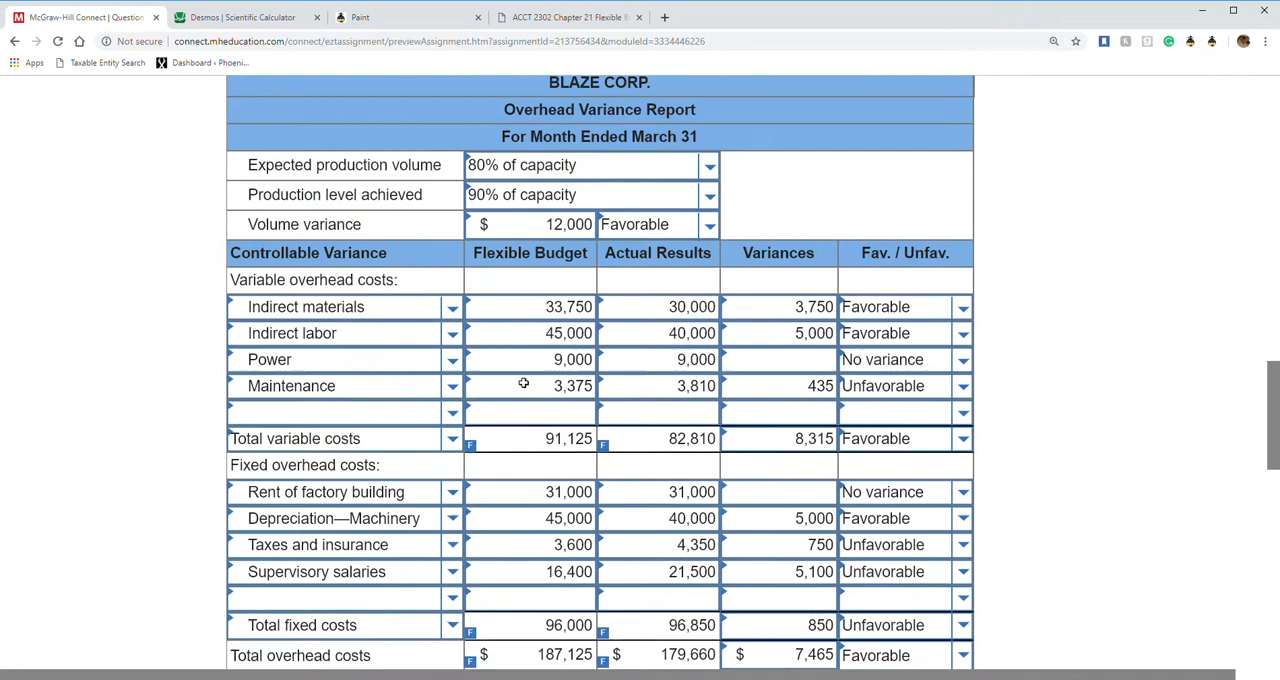 McGraw-Hill Connect | Question
Desmos | Scientific Calculator
Paint
ACCT 2302 Chapter 21 Flexible
Not secure | connect.mheducation.com/connect/eztassignment/previewAssignment.htm?assignmentId=213756434&moduleId=3334446226
Apps Taxable Entity Search Dashboard ‹ Phoeni...
BLAZE CORP.
Overhead Variance Report
For Month Ended March 31
Expected production volume 80% of capacity
Production level achieved 90% of capacity
Volume variance $ 12,000 Favorable
Controllable Variance Flexible Budget Actual Results Variances Fav. / Unfav.
Variable overhead costs:
Indirect materials 33,750 30,000 3,750 Favorable
Indirect labor 45,000 40,000 5,000 Favorable
Power 9,000 9,000 No variance
Maintenance 3,375 3,810 435 Unfavorable
Total variable costs F 91,125 F 82,810 8,315 Favorable
Fixed overhead costs:
Rent of factory building 31,000 31,000 No variance
Depreciation—Machinery 45,000 40,000 5,000 Favorable
Taxes and insurance 3,600 4,350 750 Unfavorable
Supervisory salaries 16,400 21,500 5,100 Unfavorable
Total fixed costs F 96,000 F 96,850 850 Unfavorable
Total overhead costs F $ 187,125 F $ 179,660 $ 7,465 Favorable